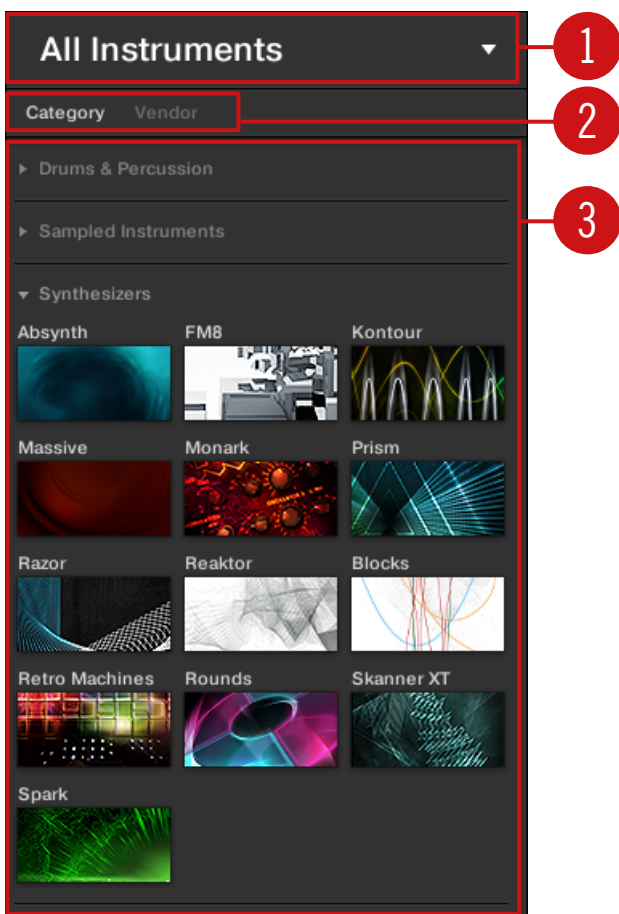 All Instruments
1
Category Vendor
2
Drums & Percussion
3
Sampled Instruments
Synthesizers
Absynth FM8 Kontour
Massive Monark Prism
Razor Reaktor Blocks
Retro Machines Rounds Skanner XT
Spark